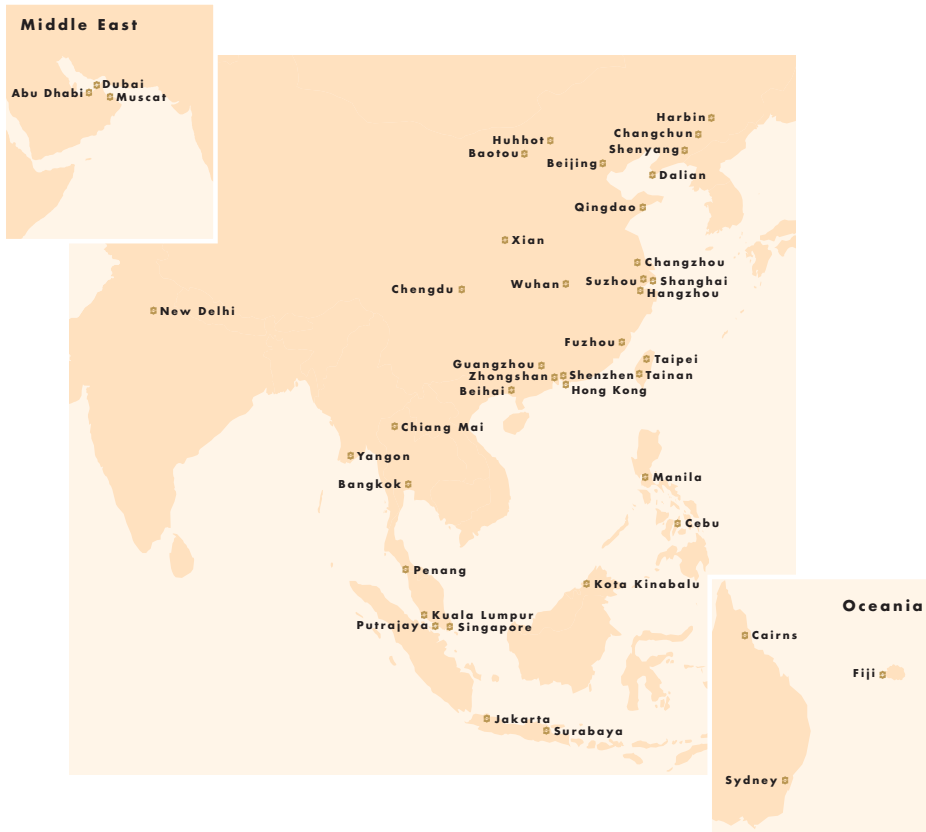 Middle East
Dubai
Abu Dhabi
Muscat
Harbin
Changchun
Huhhot
Shenyang
Baotou
Beijing
Dalian
Qingdao
Xian
Changzhou
Suzhou
Shanghai
Wuhan
Chengdu
Hangzhou
New Delhi
Fuzhou
Taipei
Guangzhou
Zhongshan
Shenzhen
Tainan
Beihai
Hong Kong
Chiang Mai
Yangon
Manila
Bangkok
Cebu
Penang
Kota Kinabalu
Kuala Lumpur
Putrajaya
Singapore
Jakarta
Surabaya
Oceania
Cairns
Fiji
Sydney